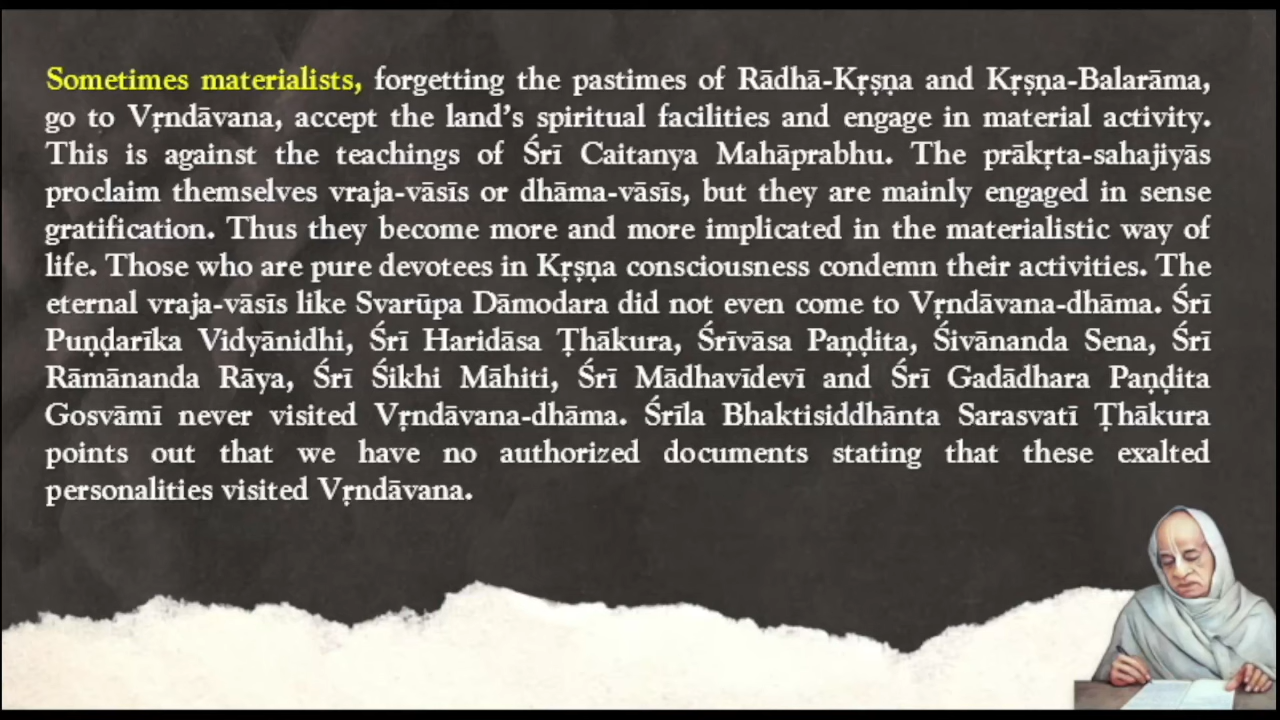 Sometimes materialists, forgetting the pastimes of Rādhā-Kṛṣṇa and Kṛṣṇa-Balarāma,
go to Vṛndāvana, accept the land’s spiritual facilities and engage in material activity.
This is against the teachings of Śrī Caitanya Mahāprabhu. The prākṛta-sahajiyās
proclaim themselves vraja-vāsīs or dhāma-vāsīs, but they are mainly engaged in sense
gratification. Thus they become more and more implicated in the materialistic way of
life. Those who are pure devotees in Kṛṣṇa consciousness condemn their activities. The
eternal vraja-vāsīs like Svarūpa Dāmodara did not even come to Vṛndāvana-dhāma. Śrī
Puṇḍarīka Vidyānidhi, Śrī Haridāsa Ṭhākura, Śrīvāsa Paṇḍita, Śivānanda Sena, Śrī
Rāmānanda Rāya, Śrī Śikhi Māhiti, Śrī Mādhavīdevī and Śrī Gadādhara Paṇḍita
Gosvāmī never visited Vṛndāvana-dhāma. Śrīla Bhaktisiddhānta Sarasvatī Ṭhākura
points out that we have no authorized documents stating that these exalted
personalities visited Vṛndāvana.